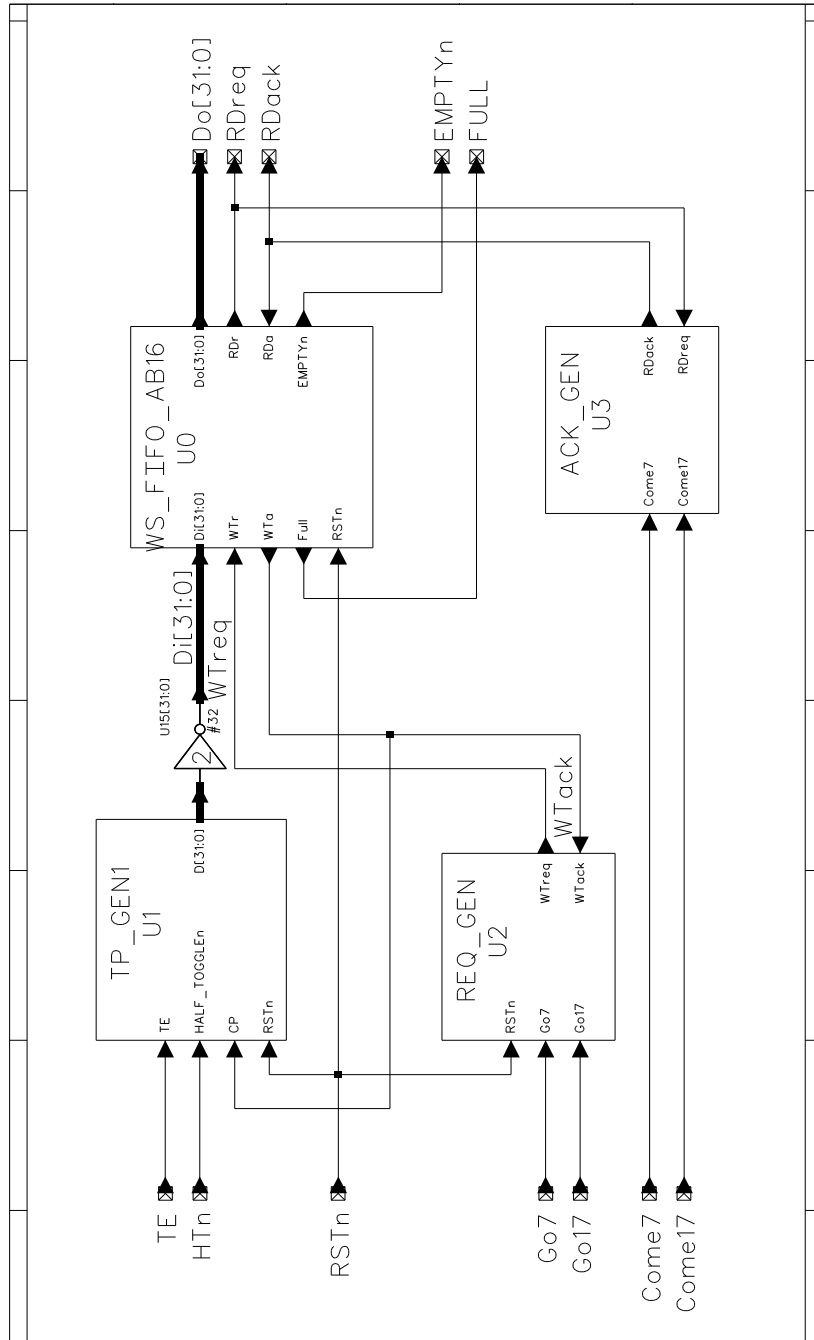 TE
HTn
RSTn
Go7
Go17
Come7
Come17
TP_GEN1
U1
TE
HALF_TOGGLEn
CP
RSTn
D[31:0]
U15[31:0]
2
#32
Di[31:0]
WTreq
REQ_GEN
U2
RSTn
Go7
Go17
WTreq
WTack
WTack
WS_FIFO_AB16
U0
Di[31:0]
WTr
WTa
Full
RSTn
Do[31:0]
RDr
RDa
EMPTYn
ACK_GEN
U3
Come7
Come17
RDack
RDreq
Do[31:0]
RDreq
RDack
EMPTYn
FULL